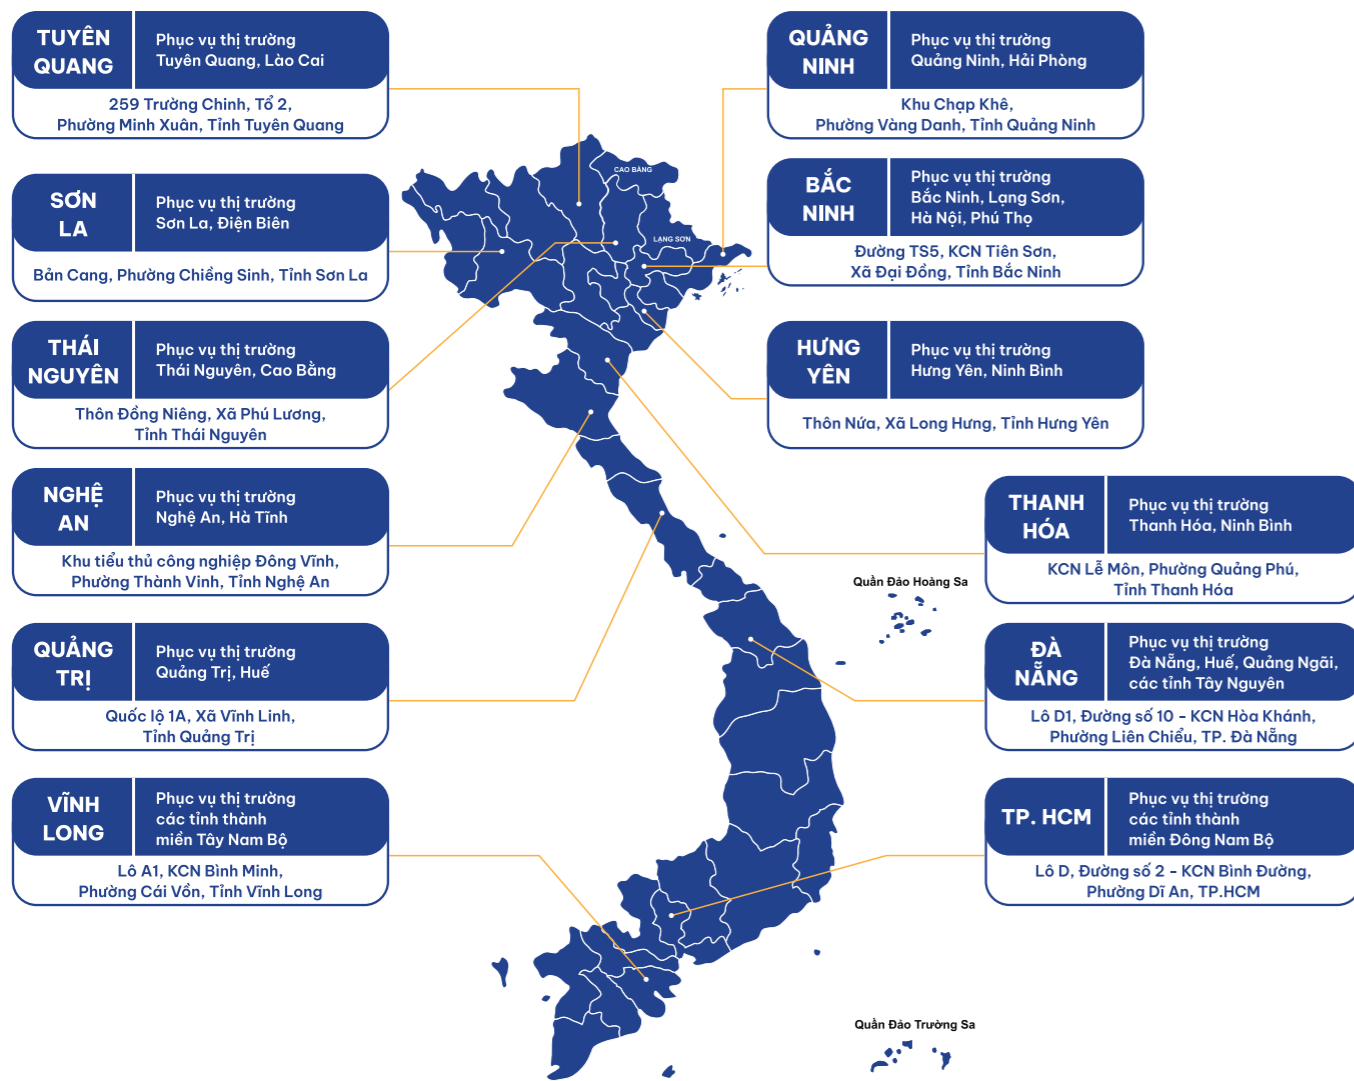 TUYÊN
QUANG
Phục vụ thị trường
Tuyên Quang, Lào Cai
259 Trường Chinh, Tổ 2,
Phường Minh Xuân, Tỉnh Tuyên Quang
SƠN
LA
Phục vụ thị trường
Sơn La, Điện Biên
Bản Cang, Phường Chiềng Sinh, Tỉnh Sơn La
THÁI
NGUYÊN
Phục vụ thị trường
Thái Nguyên, Cao Bằng
Thôn Đồng Niêng, Xã Phú Lương,
Tỉnh Thái Nguyên
NGHỆ
AN
Phục vụ thị trường
Nghệ An, Hà Tĩnh
Khu tiểu thủ công nghiệp Đông Vĩnh,
Phường Thành Vinh, Tỉnh Nghệ An
QUẢNG
TRỊ
Phục vụ thị trường
Quảng Trị, Huế
Quốc lộ 1A, Xã Vĩnh Linh,
Tỉnh Quảng Trị
VĨNH
LONG
Phục vụ thị trường
các tỉnh thành
miền Tây Nam Bộ
Lô A1, KCN Bình Minh,
Phường Cái Vồn, Tỉnh Vĩnh Long
CAO BẰNG
LẠNG SƠN
QUẢNG
NINH
Phục vụ thị trường
Quảng Ninh, Hải Phòng
Khu Chạp Khê,
Phường Vàng Danh, Tỉnh Quảng Ninh
BẮC
NINH
Phục vụ thị trường
Bắc Ninh, Lạng Sơn,
Hà Nội, Phú Thọ
Đường TS5, KCN Tiên Sơn,
Xã Đại Đồng, Tỉnh Bắc Ninh
HƯNG
YÊN
Phục vụ thị trường
Hưng Yên, Ninh Bình
Thôn Nứa, Xã Long Hưng, Tỉnh Hưng Yên
THANH
HÓA
Phục vụ thị trường
Thanh Hóa, Ninh Bình
KCN Lễ Môn, Phường Quảng Phú,
Tỉnh Thanh Hóa
Quần Đảo Hoàng Sa
ĐÀ
NẴNG
Phục vụ thị trường
Đà Nẵng, Huế, Quảng Ngãi,
các tỉnh Tây Nguyên
Lô D1, Đường số 10 - KCN Hòa Khánh,
Phường Liên Chiểu, TP. Đà Nẵng
TP. HCM
Phục vụ thị trường
các tỉnh thành
miền Đông Nam Bộ
Lô D, Đường số 2 - KCN Bình Đường,
Phường Dĩ An, TP.HCM
Quần Đảo Trường Sa